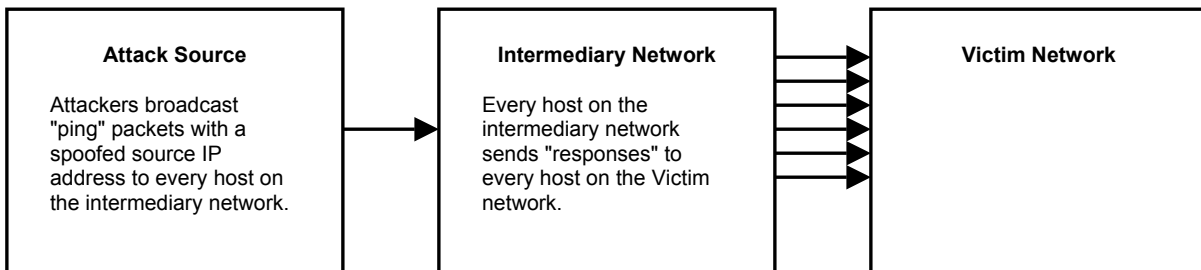 Attack Source
Attackers broadcast
"ping" packets with a
spoofed source IP
address to every host on
the intermediary network.
Intermediary Network
Every host on the
intermediary network
sends "responses" to
every host on the Victim
network.
Victim Network